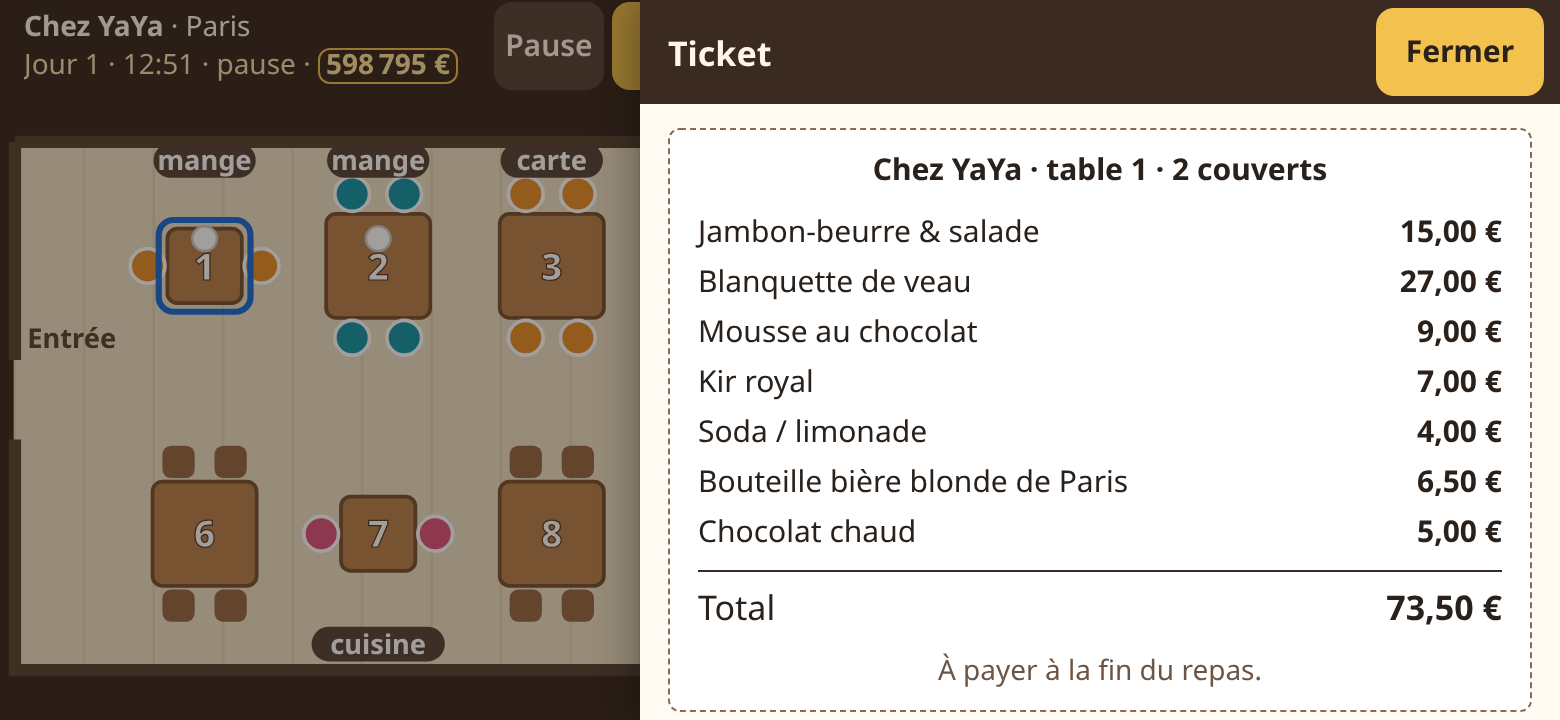 Chez YaYa · Paris
Jour 1 · 12:51 · pause · 598 795 €
Pause
Ticket
Fermer
mange
mange
carte
1
2
3
Entrée
6
7
8
cuisine
Chez YaYa · table 1 · 2 couverts
Jambon-beurre & salade 15,00 €
Blanquette de veau 27,00 €
Mousse au chocolat 9,00 €
Kir royal 7,00 €
Soda / limonade 4,00 €
Bouteille bière blonde de Paris 6,50 €
Chocolat chaud 5,00 €
Total 73,50 €
À payer à la fin du repas.